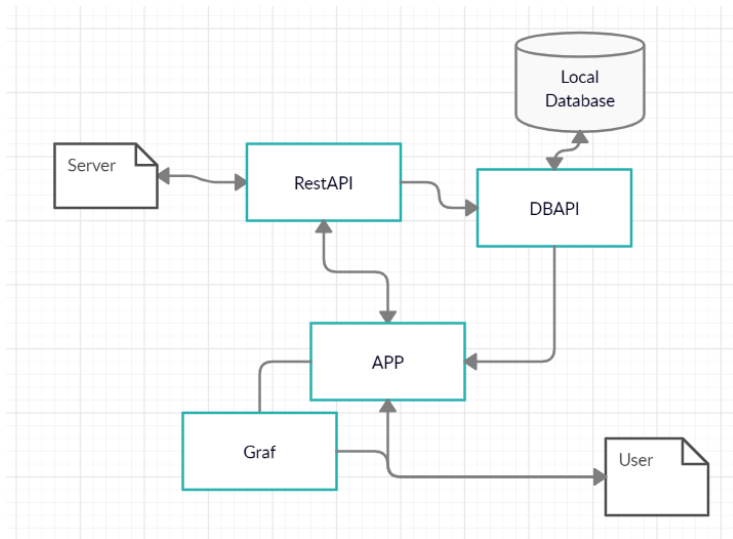 Local
Database
Server
RestAPI
DBAPI
APP
Graf
User